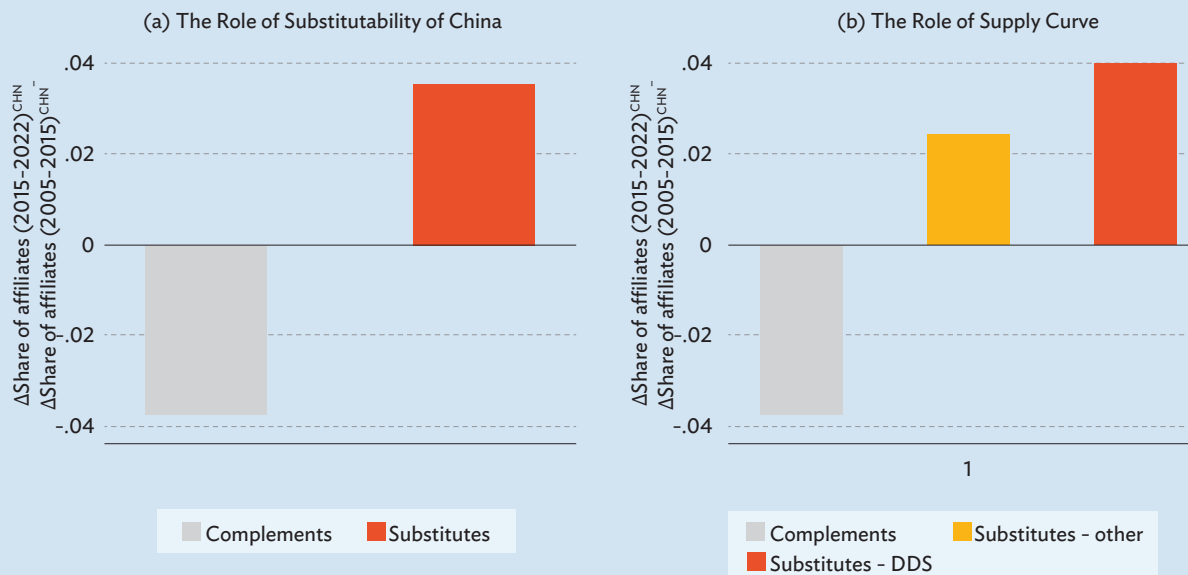 (a) The Role of Substitutability of China
ΔShare of affiliates (2015-2022)^CHN -
ΔShare of affiliates (2005-2015)^CHN
.04
.02
0
-.02
-.04
Complements Substitutes
(b) The Role of Supply Curve
ΔShare of affiliates (2015-2022)^CHN -
ΔShare of affiliates (2005-2015)^CHN
.04
.02
0
-.02
-.04
1
Complements Substitutes - other
Substitutes - DDS